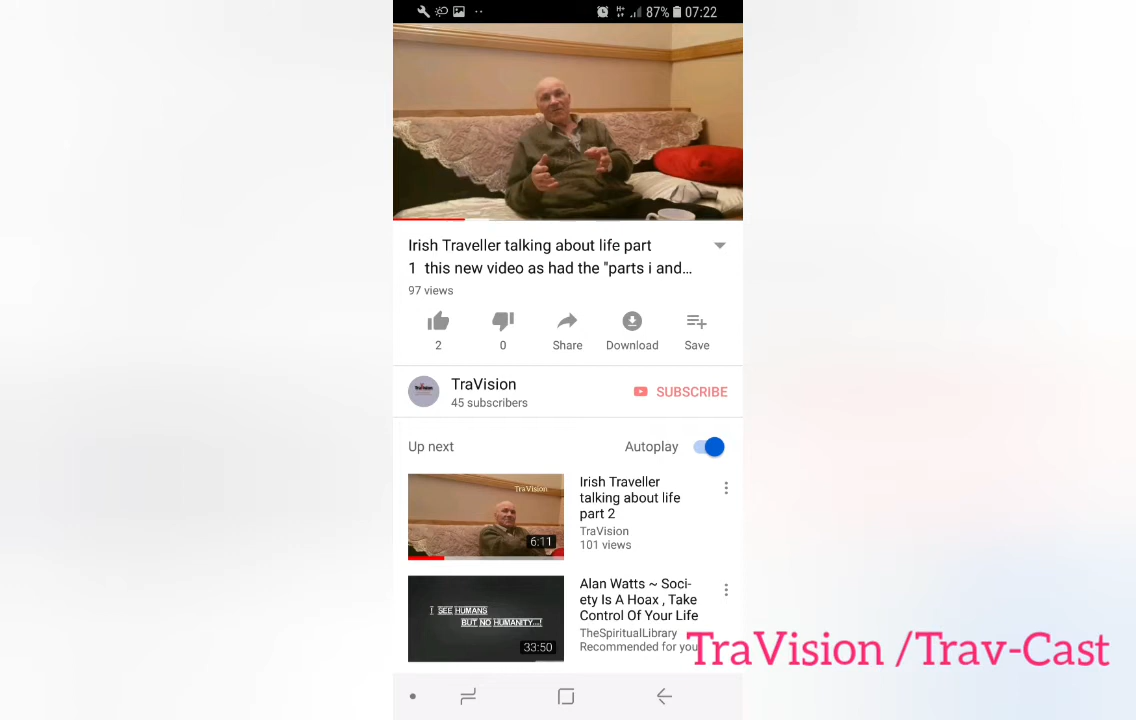 87% 07:22
Irish Traveller talking about life part
1 this new video as had the "parts i and...
97 views
2
0
Share
Download
Save
TraVision
45 subscribers
SUBSCRIBE
Up next
Autoplay
TraVision
6:11
Irish Traveller
talking about life
part 2
TraVision
101 views
I SEE HUMANS
BUT NO HUMANITY...!
33:50
Alan Watts ~ Soci-
ety Is A Hoax , Take
Control Of Your Life
TheSpiritualLibrary
Recommended for you
TraVision /Trav-Cast